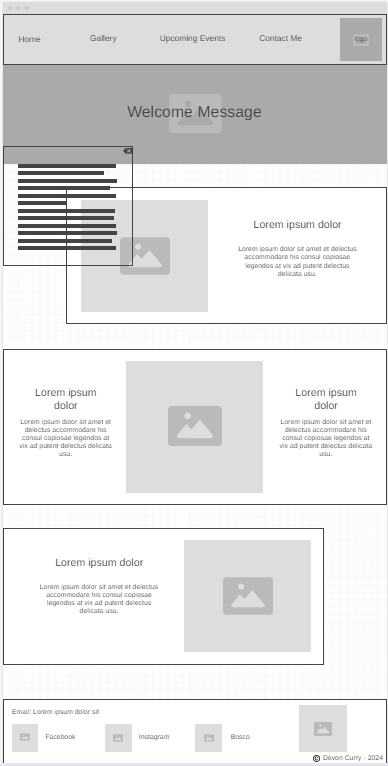 Home
Gallery
Upcoming Events
Contact Me
logo
Welcome Message
Lorem ipsum dolor
Lorem ipsum dolor sit amet, delectus
accommodare his consul copiosae
legendos at vix ad putent delectus
delicata usu.
Lorem ipsum
dolor
Lorem ipsum dolor sit amet et
delectus accommodare his
consul copiosae legendos at
vix ad putent delectus delicata
usu.
Lorem ipsum
dolor
Lorem ipsum dolor sit amet et
delectus accommodare his
consul copiosae legendos at
vix ad putent delectus delicata
usu.
Lorem ipsum dolor
Lorem ipsum dolor sit amet et delectus
accommodare his consul copiosae
legendos at vix ad putent delectus
delicata usu.
Email: Lorem ipsum dolor sit
Facebook
Instagram
Bosco
© Devon Curry - 2024